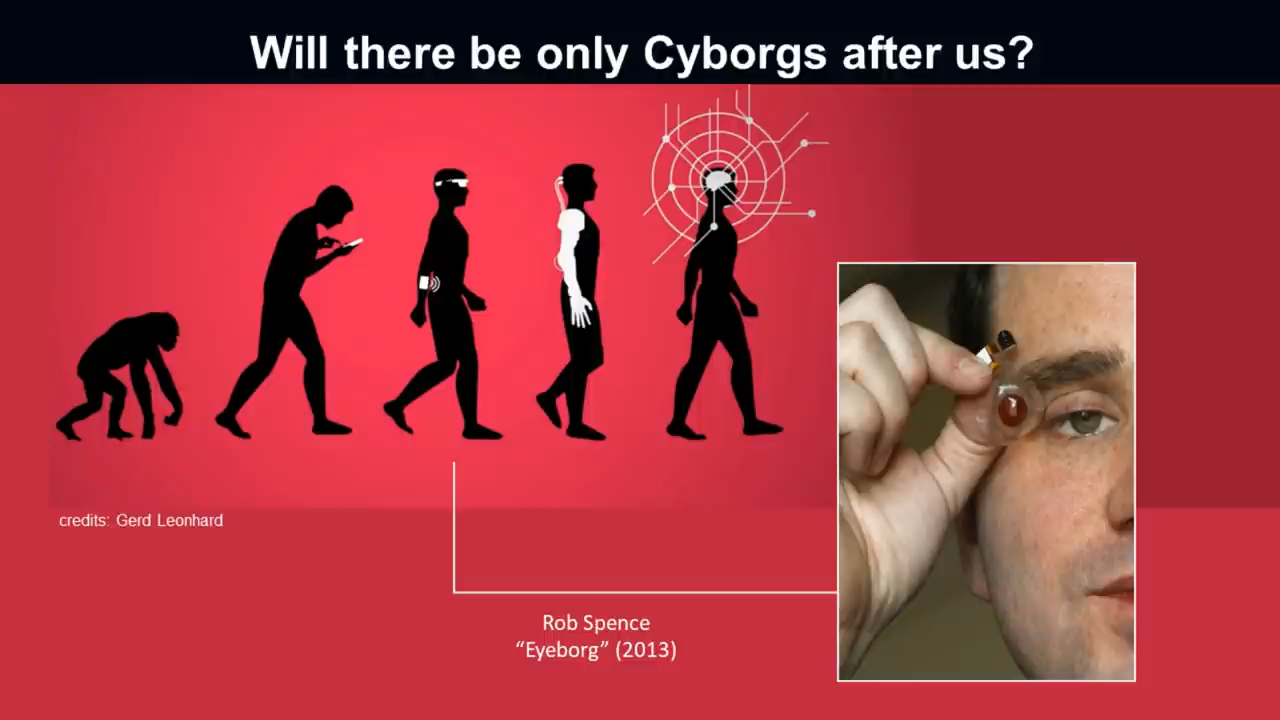 Will there be only Cyborgs after us?
credits: Gerd Leonhard
Rob Spence
“Eyeborg” (2013)